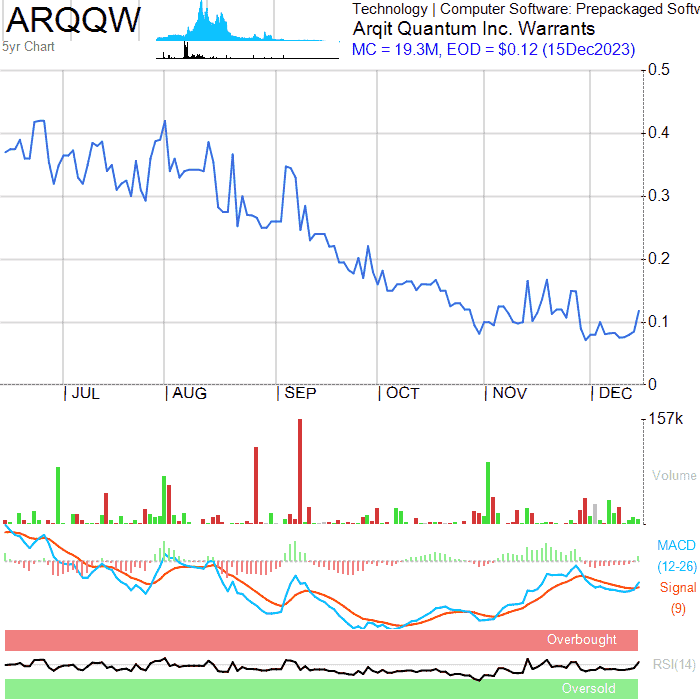 ARQQW
5yr Chart
Technology | Computer Software: Prepackaged Softw
Arqit Quantum Inc. Warrants
MC = 19.3M, EOD = $0.12 (15Dec2023)
0.5
0.4
0.3
0.2
0.1
0
JUL AUG SEP OCT NOV DEC
157k
Volume
MACD
(12-26)
Signal
(9)
Overbought
RSI(14)
Oversold